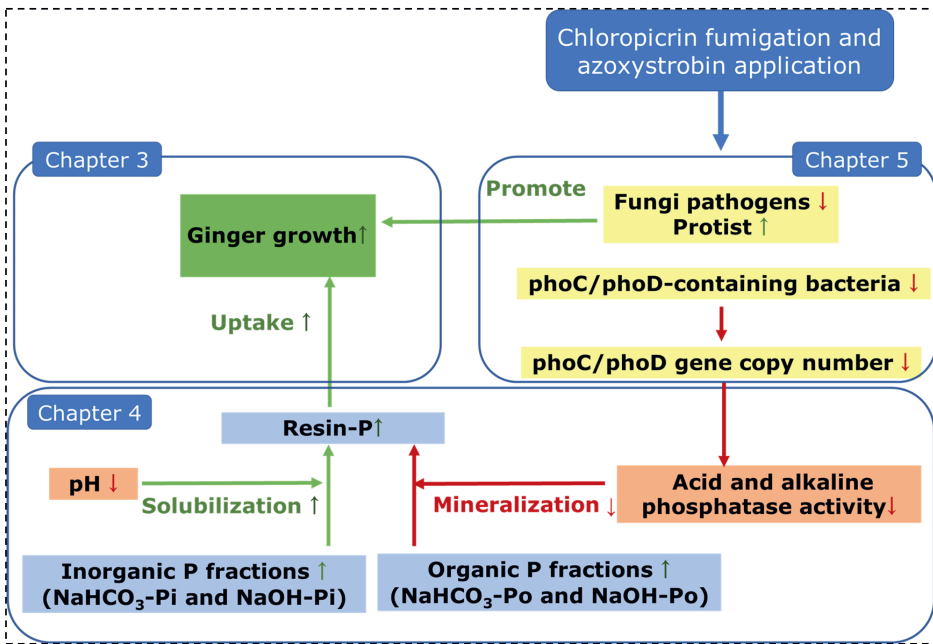 Chloropicrin fumigation and
azoxystrobin application
Chapter 3
Chapter 5
Promote
Fungi pathogens ↓
Protist ↑
Ginger growth↑
phoC/phoD-containing bacteria ↓
Uptake ↑
phoC/phoD gene copy number ↓
Chapter 4
Resin-P↑
pH ↓
Solubilization ↑
Mineralization ↓
Acid and alkaline
phosphatase activity↓
Inorganic P fractions ↑
(NaHCO₃-Pi and NaOH-Pi)
Organic P fractions ↑
(NaHCO₃-Po and NaOH-Po)